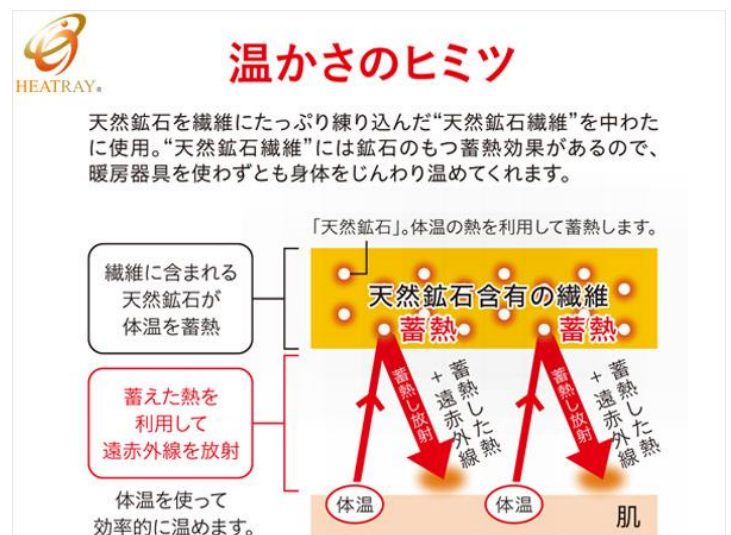 HEATRAY®
温かさのヒミツ
天然鉱石を繊維にたっぷり練り込んだ“天然鉱石繊維”を中わた
に使用。“天然鉱石繊維”には鉱石のもつ蓄熱効果があるので、
暖房器具を使わずとも身体をじんわり温めてくれます。
「天然鉱石」。体温の熱を利用して蓄熱します。
繊維に含まれる
天然鉱石が
体温を蓄熱
天然鉱石含有の繊維
蓄熱
蓄熱
蓄えた熱を
利用して
遠赤外線を放射
蓄熱し放射
蓄熱した熱
+遠赤外線
蓄熱し放射
蓄熱した熱
+遠赤外線
体温を使って
効率的に温めます。
体温
体温
肌